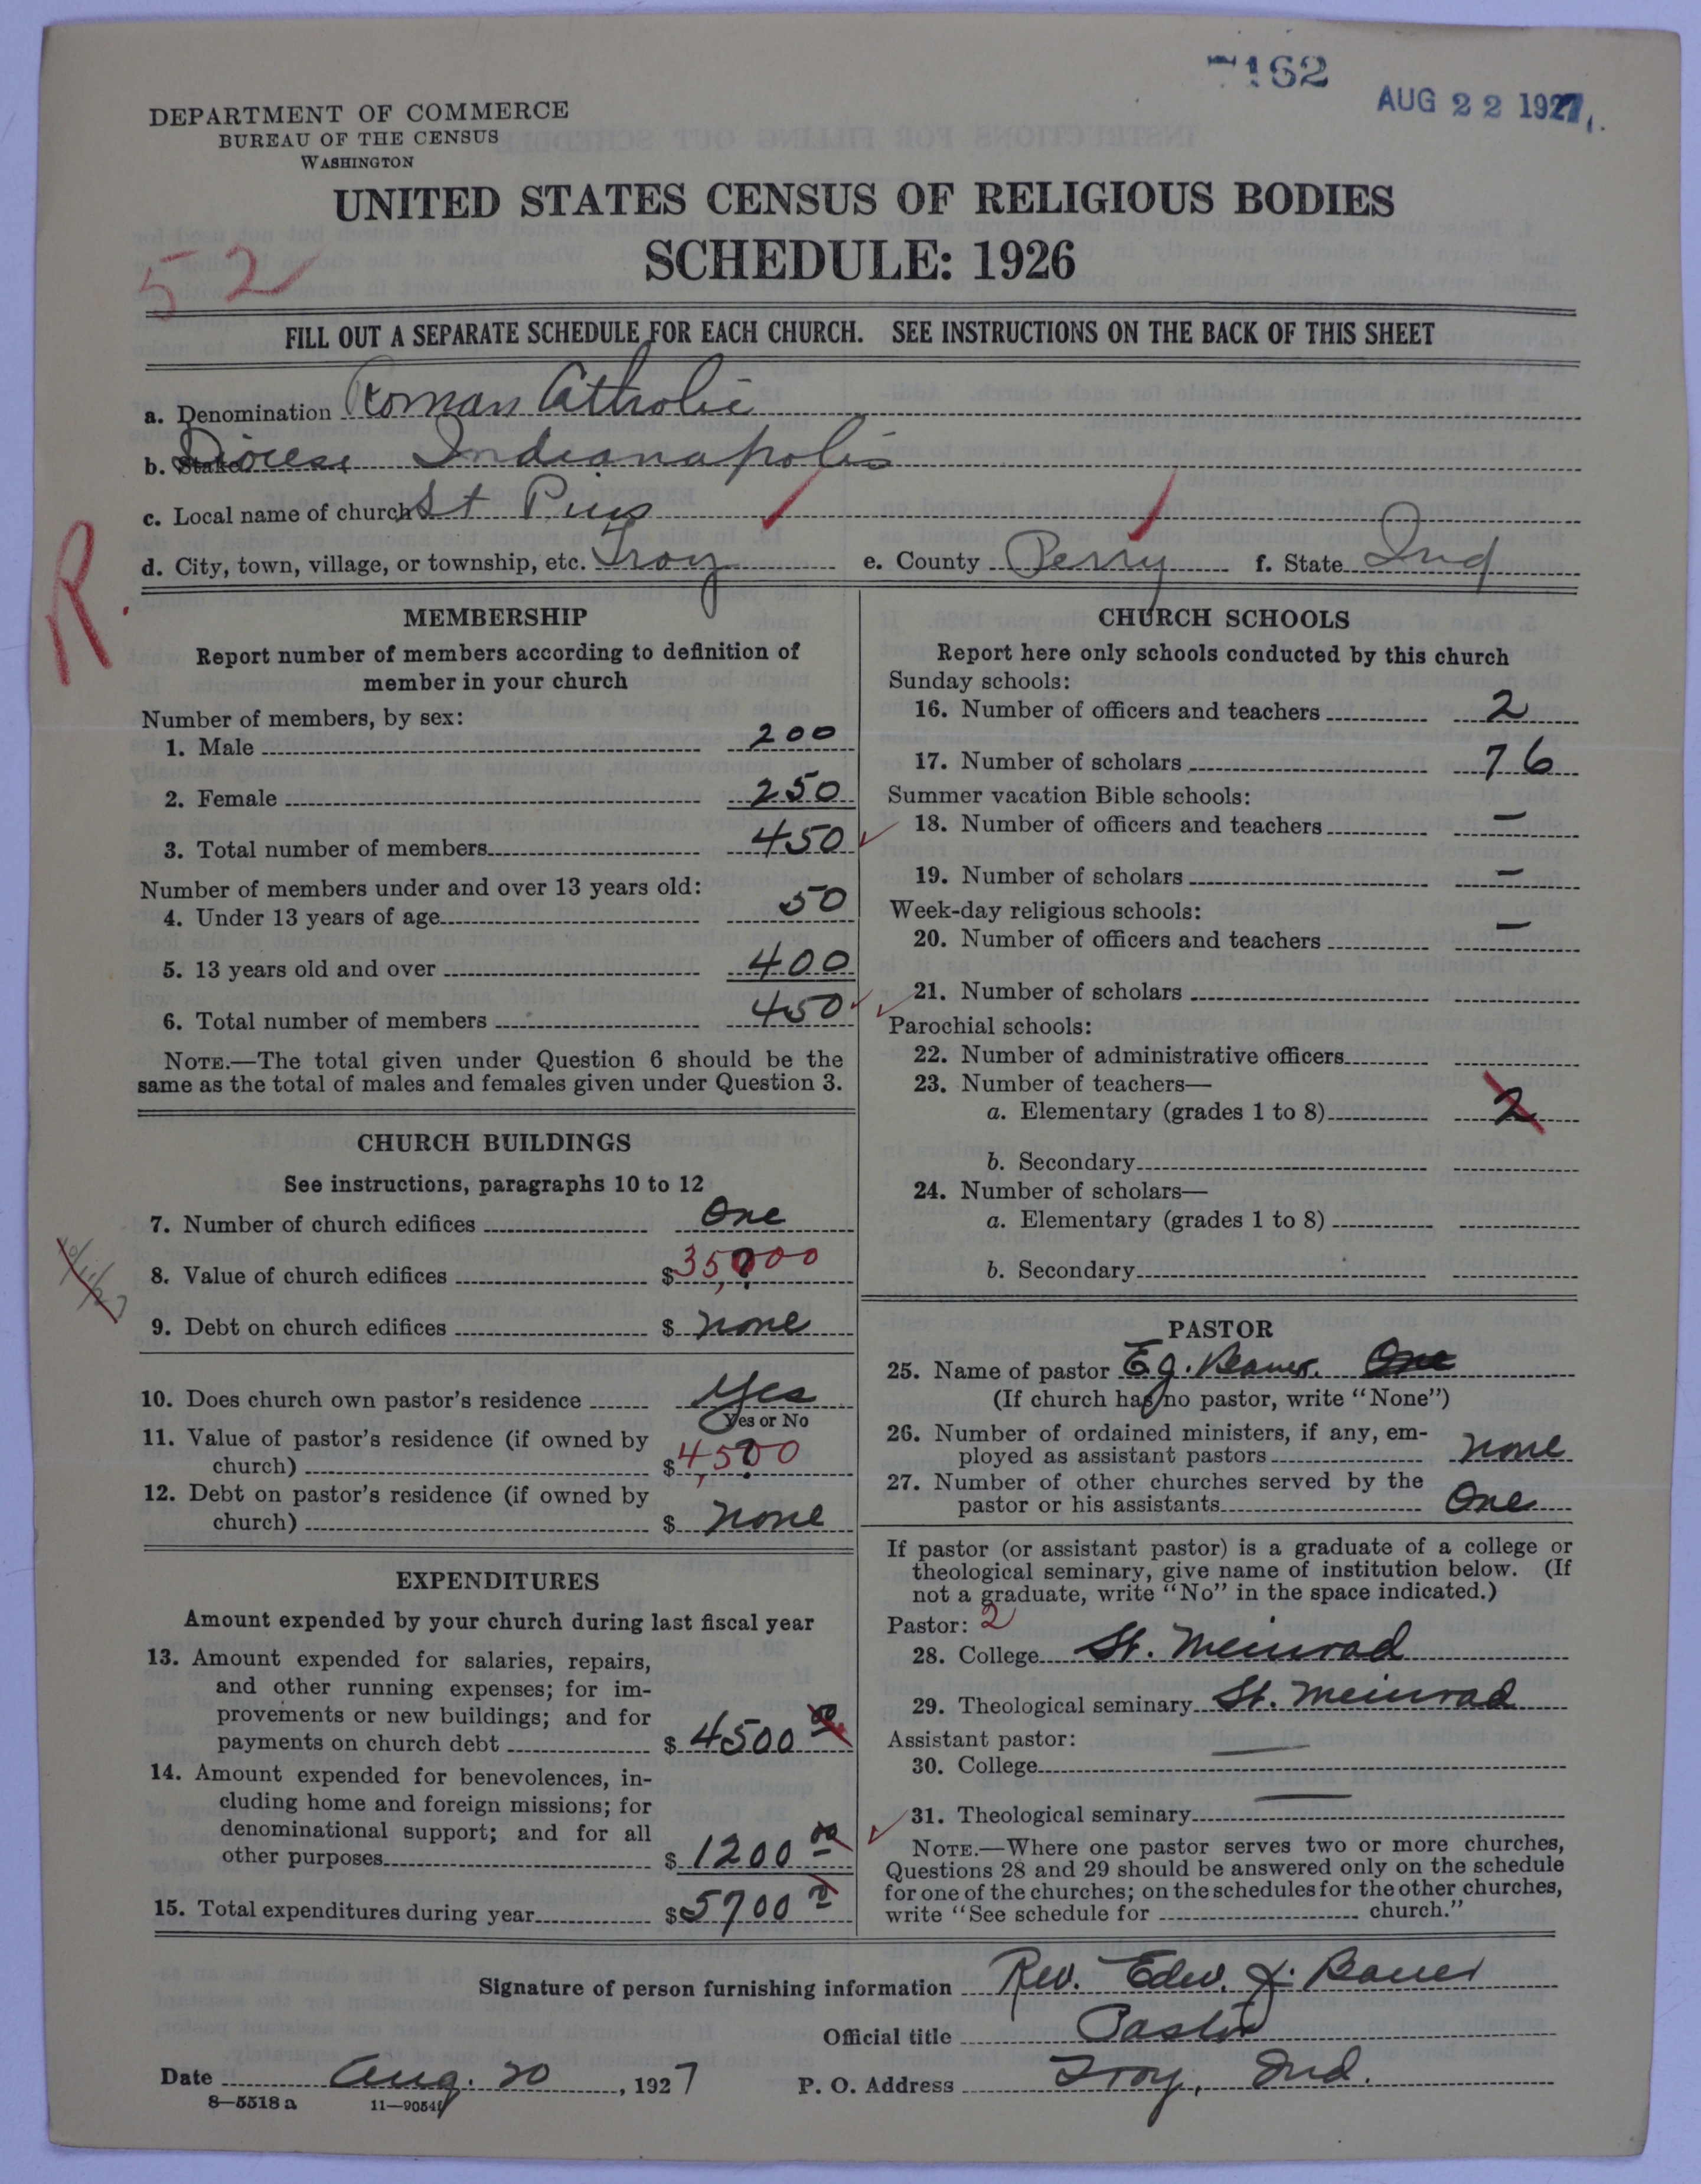 7162
AUG 22 1927
DEPARTMENT OF COMMERCE
BUREAU OF THE CENSUS
WASHINGTON
UNITED STATES CENSUS OF RELIGIOUS BODIES
SCHEDULE: 1926
52
FILL OUT A SEPARATE SCHEDULE FOR EACH CHURCH. SEE INSTRUCTIONS ON THE BACK OF THIS SHEET
a. Denomination Roman Catholic
b. Diocese Indianapolis
c. Local name of church St Pius
d. City, town, village, or township, etc. Troy e. County Perry f. State Ind
R.
MEMBERSHIP
Report number of members according to definition of
member in your church
Number of members, by sex:
1. Male 200
2. Female 250
3. Total number of members 450
Number of members under and over 13 years old:
4. Under 13 years of age 50
5. 13 years old and over 400
6. Total number of members 450
NOTE.—The total given under Question 6 should be the
same as the total of males and females given under Question 3.
CHURCH BUILDINGS
See instructions, paragraphs 10 to 12
7. Number of church edifices One
8. Value of church edifices $35,000
9. Debt on church edifices $ none
10. Does church own pastor's residence Yes
Yes or No
11. Value of pastor's residence (if owned by
church) $4,500
12. Debt on pastor's residence (if owned by
church) $ none
EXPENDITURES
Amount expended by your church during last fiscal year
13. Amount expended for salaries, repairs,
and other running expenses; for im-
provements or new buildings; and for
payments on church debt $ 4500 00
14. Amount expended for benevolences, in-
cluding home and foreign missions; for
denominational support; and for all
other purposes $ 1200 00
15. Total expenditures during year $5700
CHURCH SCHOOLS
Report here only schools conducted by this church
Sunday schools:
16. Number of officers and teachers 2
17. Number of scholars 76
Summer vacation Bible schools:
18. Number of officers and teachers —
19. Number of scholars —
Week-day religious schools:
20. Number of officers and teachers —
21. Number of scholars
Parochial schools:
22. Number of administrative officers
23. Number of teachers—
a. Elementary (grades 1 to 8) 2
b. Secondary
24. Number of scholars—
a. Elementary (grades 1 to 8)
b. Secondary
PASTOR
25. Name of pastor E J. Bauer. One
(If church has no pastor, write "None")
26. Number of ordained ministers, if any, em-
ployed as assistant pastors none
27. Number of other churches served by the
pastor or his assistants One
If pastor (or assistant pastor) is a graduate of a college or
theological seminary, give name of institution below. (If
not a graduate, write "No" in the space indicated.)
Pastor: 2
28. College St. Meinrad
29. Theological seminary St. Meinrad
Assistant pastor:
30. College —
31. Theological seminary —
NOTE.—Where one pastor serves two or more churches,
Questions 28 and 29 should be answered only on the schedule
for one of the churches; on the schedules for the other churches,
write "See schedule for church."
Signature of person furnishing information Rev. Edw. J. Bauer
Official title Pastor
Date Aug. 20, 1927 P. O. Address Troy, Ind.
8—5518 a 11—9054